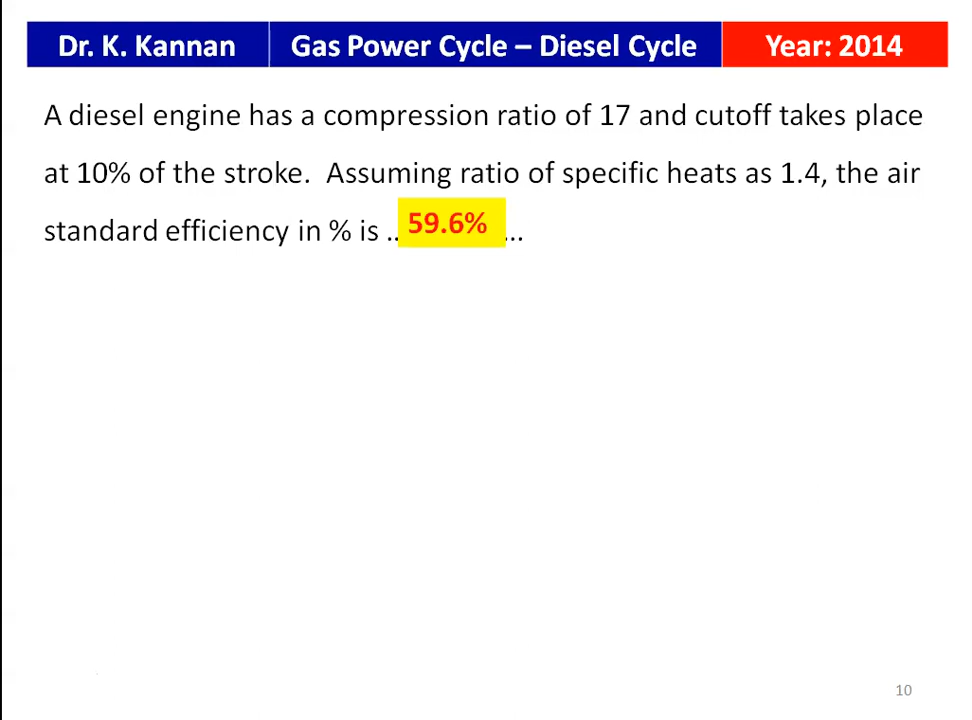 Dr. K. Kannan Gas Power Cycle – Diesel Cycle Year: 2014
A diesel engine has a compression ratio of 17 and cutoff takes place
at 10% of the stroke. Assuming ratio of specific heats as 1.4, the air
standard efficiency in % is .. 59.6% ...
10